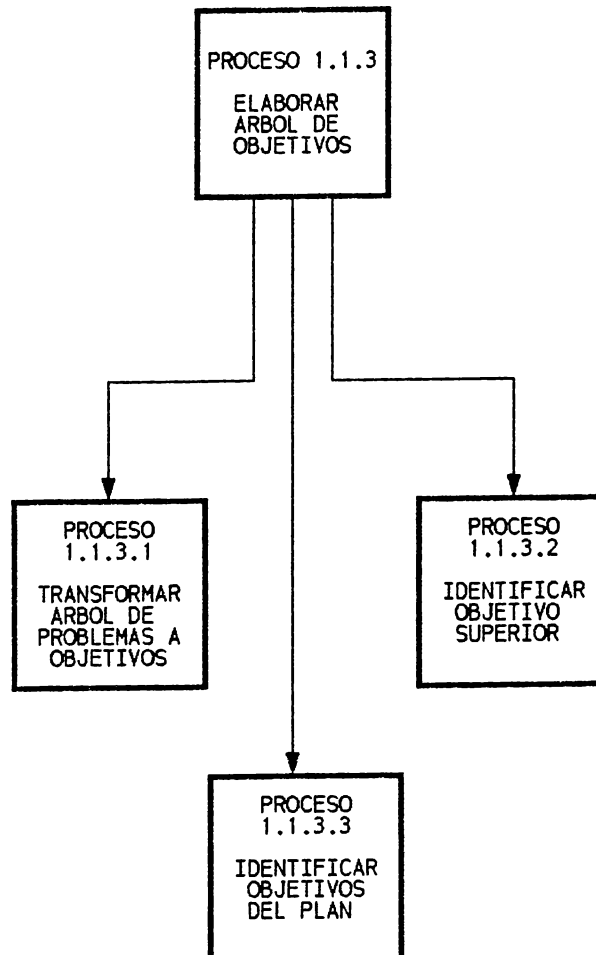 PROCESO 1.1.3
ELABORAR
ARBOL DE
OBJETIVOS
PROCESO
1.1.3.1
TRANSFORMAR
ARBOL DE
PROBLEMAS A
OBJETIVOS
PROCESO
1.1.3.2
IDENTIFICAR
OBJETIVO
SUPERIOR
PROCESO
1.1.3.3
IDENTIFICAR
OBJETIVOS
DEL PLAN